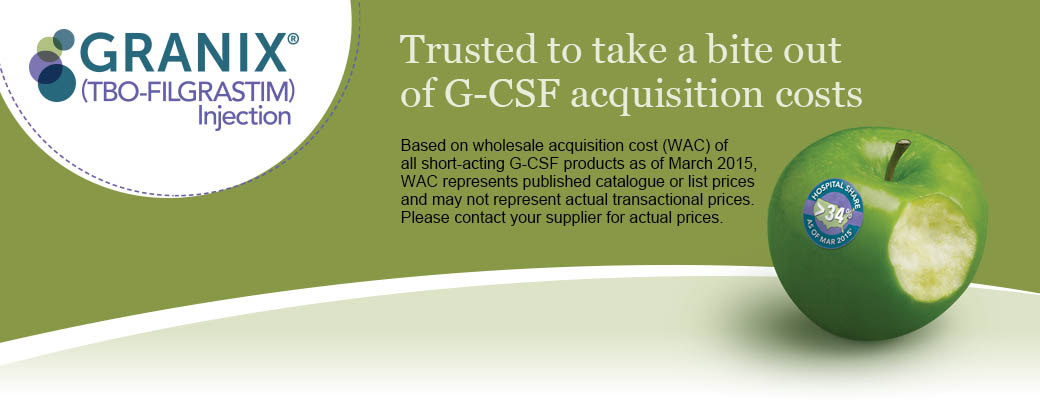 GRANIX®
(TBO-FILGRASTIM)
Injection
Trusted to take a bite out
of G-CSF acquisition costs
Based on wholesale acquisition cost (WAC) of
all short-acting G-CSF products as of March 2015,
WAC represents published catalogue or list prices
and may not represent actual transactional prices.
Please contact your supplier for actual prices.
HOSPITAL SHARE
>34%
AS OF MAR 2015